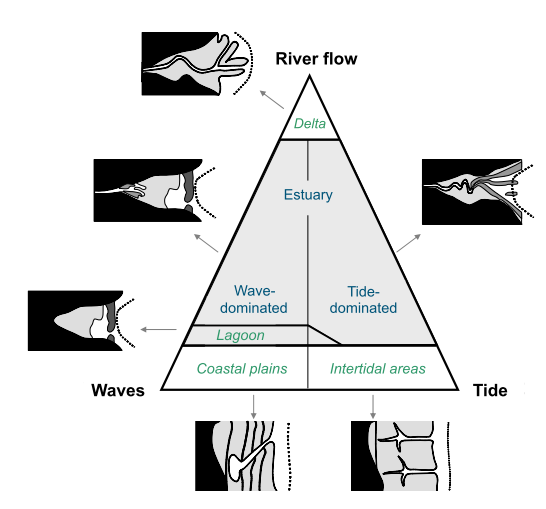 River flow
Delta
Estuary
Wave-
dominated
Tide-
dominated
Lagoon
Coastal plains
Intertidal areas
Waves
Tide